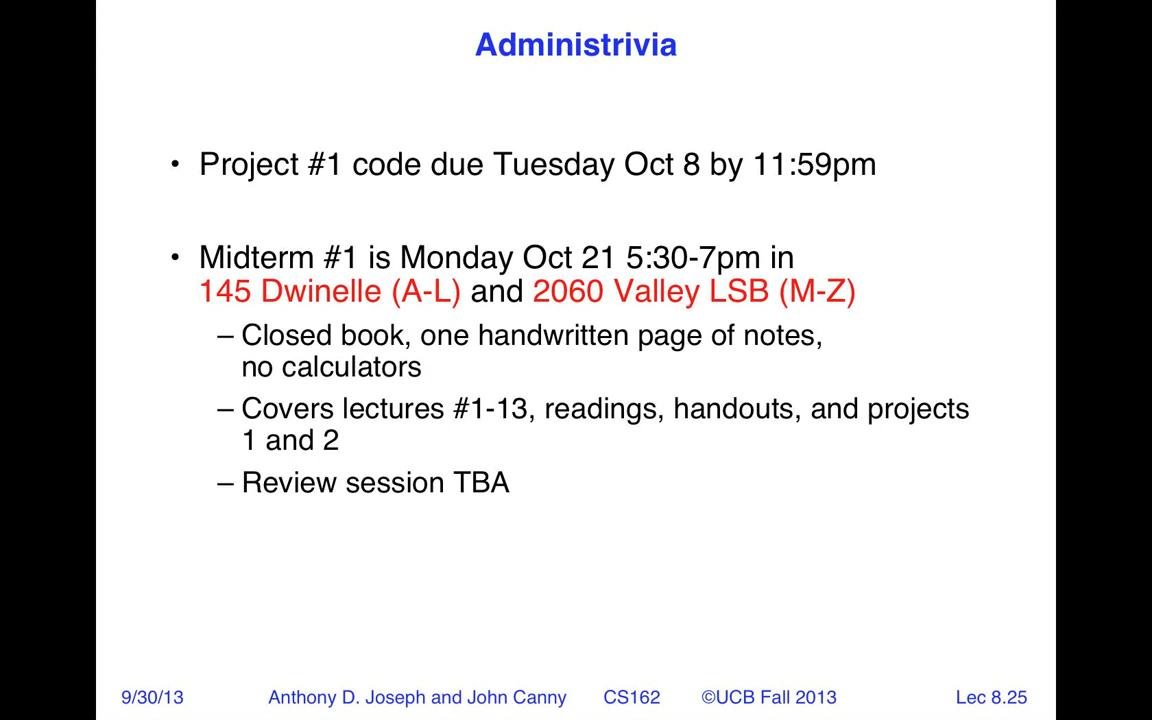 Administrivia
• Project #1 code due Tuesday Oct 8 by 11:59pm
• Midterm #1 is Monday Oct 21 5:30-7pm in
145 Dwinelle (A-L) and 2060 Valley LSB (M-Z)
– Closed book, one handwritten page of notes,
no calculators
– Covers lectures #1-13, readings, handouts, and projects
1 and 2
– Review session TBA
9/30/13 Anthony D. Joseph and John Canny CS162 ©UCB Fall 2013 Lec 8.25